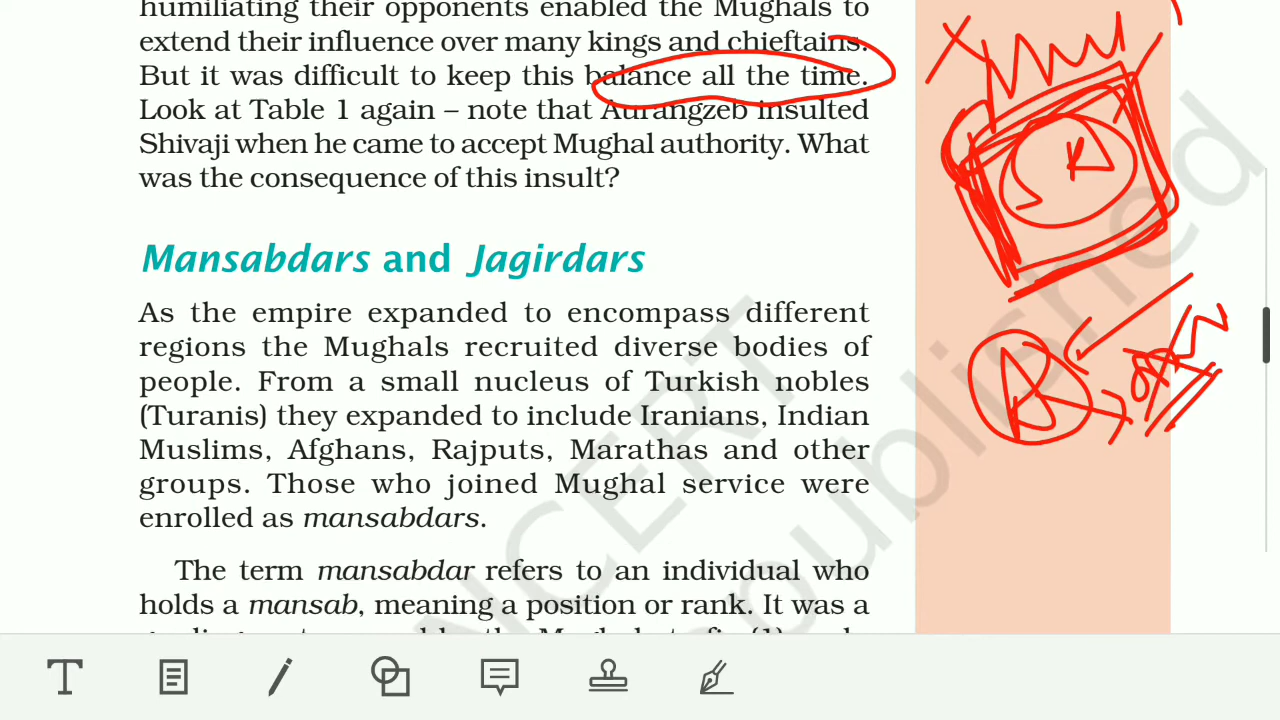 humiliating their opponents enabled the Mughals to
extend their influence over many kings and chieftains.
But it was difficult to keep this balance all the time.
Look at Table 1 again – note that Aurangzeb insulted
Shivaji when he came to accept Mughal authority. What
was the consequence of this insult?
Mansabdars and Jagirdars
As the empire expanded to encompass different
regions the Mughals recruited diverse bodies of
people. From a small nucleus of Turkish nobles
(Turanis) they expanded to include Iranians, Indian
Muslims, Afghans, Rajputs, Marathas and other
groups. Those who joined Mughal service were
enrolled as mansabdars.
The term mansabdar refers to an individual who
holds a mansab, meaning a position or rank. It was a
NCERT
republished